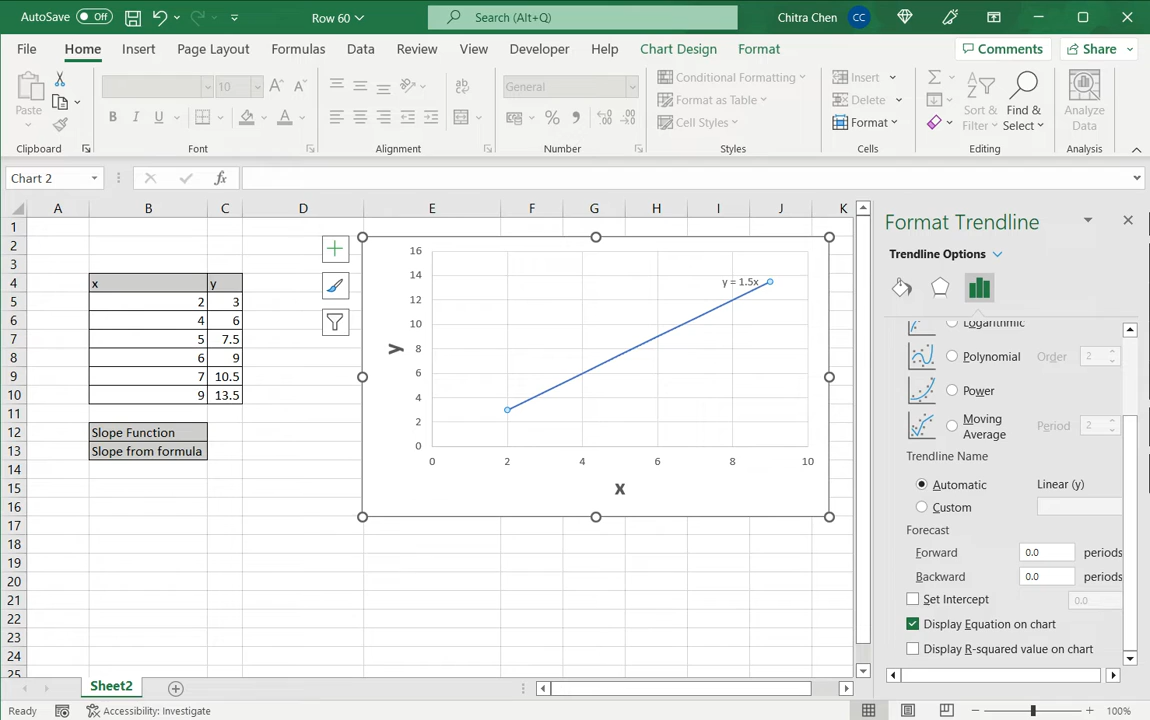 AutoSave Off Row 60 Search (Alt+Q) Chitra Chen CC
File Home Insert Page Layout Formulas Data Review View Developer Help Chart Design Format Comments Share
Paste 10 General Conditional Formatting Insert Sort & Find & Analyze
B I U A Format as Table Delete Filter Select Data
Cell Styles Format
Clipboard Font Alignment Number Styles Cells Editing Analysis
Chart 2 fx
A B C D E F G H I J K
1
2
3
4 x y
5 2 3
6 4 6
7 5 7.5
8 6 9
9 7 10.5
10 9 13.5
11
12 Slope Function
13 Slope from formula
14
15
16
17
18
19
20
21
22
23
24
25
16
14
12
10
8
6
4
2
0
y = 1.5x
y
0 2 4 6 8 10
x
Format Trendline
Trendline Options
Logarithmic
Polynomial Order 2
Power
Moving Average Period 2
Trendline Name
Automatic Linear (y)
Custom
Forecast
Forward 0.0 periods
Backward 0.0 periods
Set Intercept 0.0
Display Equation on chart
Display R-squared value on chart
Sheet2
Ready Accessibility: Investigate 100%